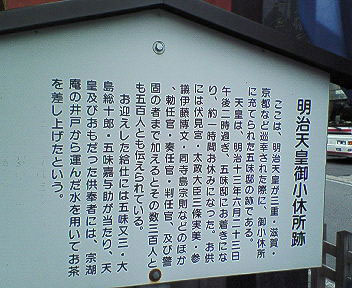 明治天皇御小休所跡
ここは、明治天皇が三重・滋賀・
京都など巡幸された際に、御小休所
に充てられた五味邸の跡である。
天皇は、明治十三年六月二十三日
午後二時過ぎ、五味邸にお着きにな
り、約一時間お休みになった。お供
には伏見宮・太政大臣三條実美・参
議伊藤博文・同寺島宗則などのほか
、勅任官・奏任官・判任官、及び警
固の者まで加えるとその数三百人と
も五百人とも伝えられている。
お迎えした給仕には五味又三・大
島総十郎・五味嘉与助が当たり、天
皇及びおもだった供奉者には、宗湖
庵の井戸から運んだ水を用いてお茶
を差し上げたという。